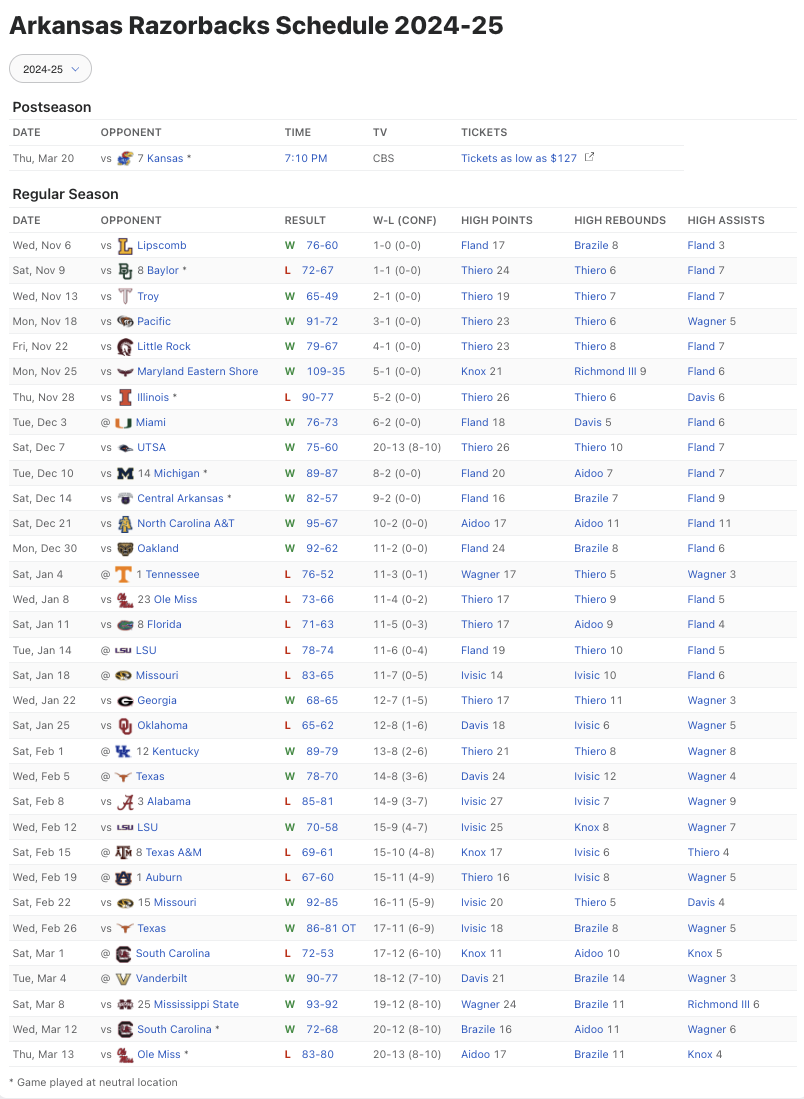 Arkansas Razorbacks Schedule 2024-25
2024-25
Postseason
DATE OPPONENT TIME TV TICKETS
Thu, Mar 20 vs 7 Kansas * 7:10 PM CBS Tickets as low as $127
Regular Season
DATE OPPONENT RESULT W-L (CONF) HIGH POINTS HIGH REBOUNDS HIGH ASSISTS
Wed, Nov 6 vs Lipscomb W 76-60 1-0 (0-0) Fland 17 Brazile 8 Fland 3
Sat, Nov 9 vs 8 Baylor * L 72-67 1-1 (0-0) Thiero 24 Thiero 6 Fland 7
Wed, Nov 13 vs Troy W 65-49 2-1 (0-0) Thiero 19 Thiero 7 Fland 7
Mon, Nov 18 vs Pacific W 91-72 3-1 (0-0) Thiero 23 Thiero 6 Wagner 5
Fri, Nov 22 vs Little Rock W 79-67 4-1 (0-0) Thiero 23 Thiero 8 Fland 7
Mon, Nov 25 vs Maryland Eastern Shore W 109-35 5-1 (0-0) Knox 21 Richmond III 9 Fland 6
Thu, Nov 28 vs Illinois * L 90-77 5-2 (0-0) Thiero 26 Thiero 6 Davis 6
Tue, Dec 3 @ Miami W 76-73 6-2 (0-0) Fland 18 Davis 5 Fland 6
Sat, Dec 7 vs UTSA W 75-60 20-13 (8-10) Thiero 26 Thiero 10 Fland 7
Tue, Dec 10 vs 14 Michigan * W 89-87 8-2 (0-0) Fland 20 Aidoo 7 Fland 7
Sat, Dec 14 vs Central Arkansas * W 82-57 9-2 (0-0) Fland 16 Brazile 7 Fland 9
Sat, Dec 21 vs North Carolina A&T W 95-67 10-2 (0-0) Aidoo 17 Aidoo 11 Fland 11
Mon, Dec 30 vs Oakland W 92-62 11-2 (0-0) Fland 24 Brazile 8 Fland 6
Sat, Jan 4 @ 1 Tennessee L 76-52 11-3 (0-1) Wagner 17 Thiero 5 Wagner 3
Wed, Jan 8 vs 23 Ole Miss L 73-66 11-4 (0-2) Thiero 17 Thiero 9 Fland 5
Sat, Jan 11 vs 8 Florida L 71-63 11-5 (0-3) Thiero 17 Aidoo 9 Fland 4
Tue, Jan 14 @ LSU LSU L 78-74 11-6 (0-4) Fland 19 Thiero 10 Fland 5
Sat, Jan 18 @ Missouri L 83-65 11-7 (0-5) Ivisic 14 Ivisic 10 Fland 6
Wed, Jan 22 vs Georgia W 68-65 12-7 (1-5) Thiero 17 Thiero 11 Wagner 3
Sat, Jan 25 vs Oklahoma L 65-62 12-8 (1-6) Davis 18 Ivisic 6 Wagner 5
Sat, Feb 1 @ 12 Kentucky W 89-79 13-8 (2-6) Thiero 21 Thiero 8 Wagner 8
Wed, Feb 5 @ Texas W 78-70 14-8 (3-6) Davis 24 Ivisic 12 Wagner 4
Sat, Feb 8 vs 3 Alabama L 85-81 14-9 (3-7) Ivisic 27 Ivisic 7 Wagner 9
Wed, Feb 12 vs LSU LSU W 70-58 15-9 (4-7) Ivisic 25 Knox 8 Wagner 7
Sat, Feb 15 @ 8 Texas A&M L 69-61 15-10 (4-8) Knox 17 Ivisic 6 Thiero 4
Wed, Feb 19 @ 1 Auburn L 67-60 15-11 (4-9) Thiero 16 Ivisic 8 Wagner 5
Sat, Feb 22 vs 15 Missouri W 92-85 16-11 (5-9) Ivisic 20 Thiero 5 Davis 4
Wed, Feb 26 vs Texas W 86-81 OT 17-11 (6-9) Ivisic 18 Brazile 8 Wagner 5
Sat, Mar 1 @ South Carolina L 72-53 17-12 (6-10) Knox 11 Aidoo 10 Knox 5
Tue, Mar 4 @ Vanderbilt W 90-77 18-12 (7-10) Davis 21 Brazile 14 Wagner 3
Sat, Mar 8 vs 25 Mississippi State W 93-92 19-12 (8-10) Wagner 24 Brazile 11 Richmond III 6
Wed, Mar 12 vs South Carolina * W 72-68 20-12 (8-10) Brazile 16 Aidoo 11 Wagner 6
Thu, Mar 13 vs Ole Miss * L 83-80 20-13 (8-10) Aidoo 17 Brazile 11 Knox 4
* Game played at neutral location